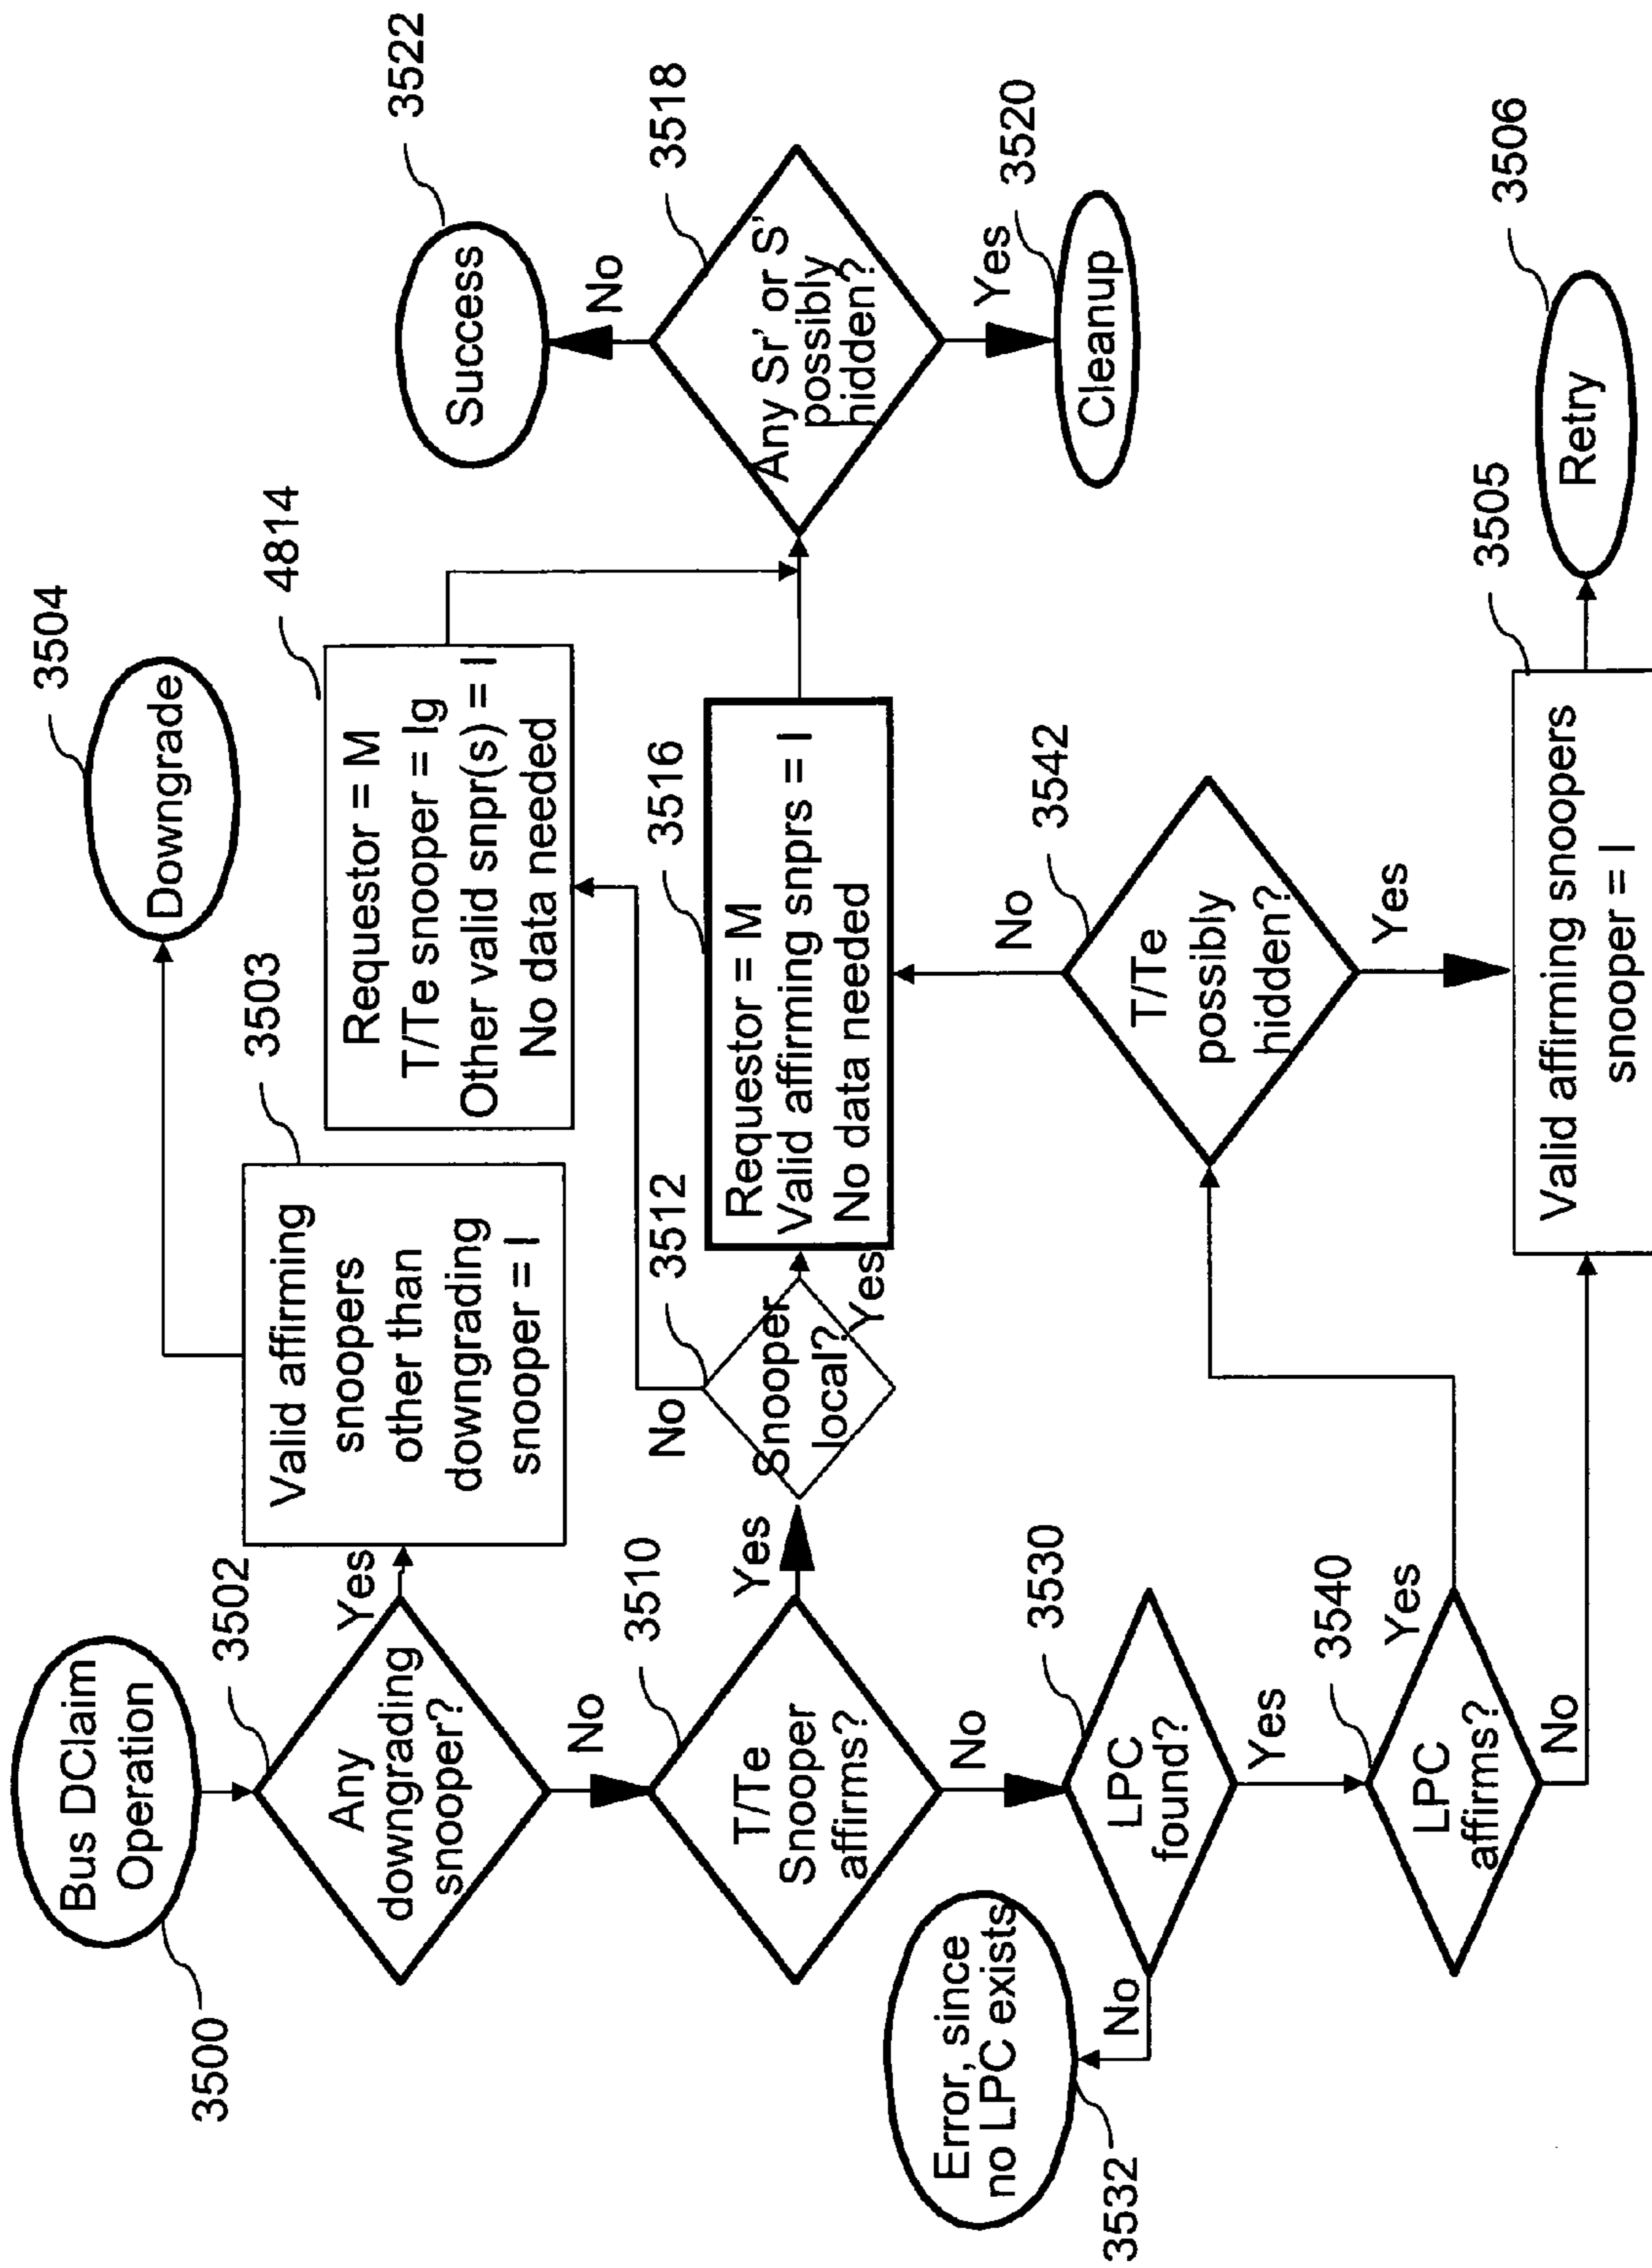 3500
Bus DClaim
Operation
3502
Any
downgrading
snooper?
Yes
No
3503
Valid affirming
snoopers
other than
downgrading
snooper = I
3504
Downgrade
3510
T/Te
Snooper
affirms?
Yes
No
3512
Snooper
local?
No
Yes
4814
Requestor = M
T/Te snooper = Ig
Other valid snpr(s) = I
No data needed
3516
Requestor = M
Valid affirming snprs = I
No data needed
3518
Any Sr' or S'
possibly
hidden?
No
Yes
3522
Success
3520
Cleanup
3530
LPC
found?
No
Yes
3532
Error, since
no LPC exists
3540
LPC
affirms?
Yes
No
3542
T/Te
possibly
hidden?
No
Yes
3505
Valid affirming snoopers
snooper = I
3506
Retry